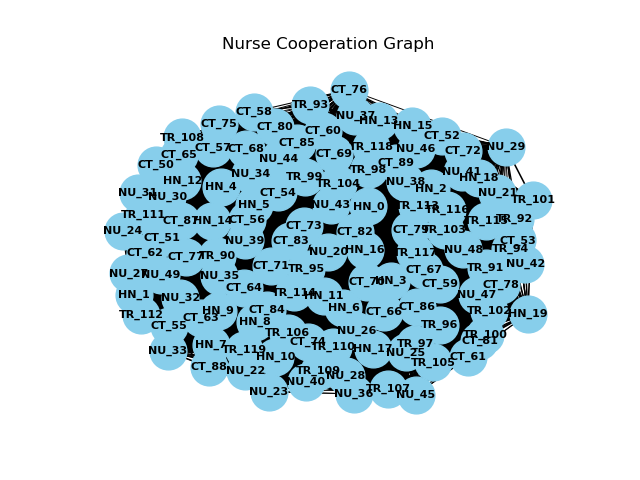 Nurse Cooperation Graph
CT_76
TR_93
CT_58
NU_37
HN_13
CT_75
CT_80
CT_60
HN_15
TR_108
CT_52
CT_85
CT_57
CT_68
TR_118
NU_46
NU_29
CT_65
NU_44
CT_69
CT_89
CT_72
CT_50
TR_98
NU_34
NU_41
HN_12
TR_99
TR_104
NU_38
HN_18
HN_4
HN_2
NU_31
NU_30
CT_54
NU_21
TR_101
HN_5
NU_43
HN_0
TR_113
TR_116
TR_111
HN_14
CT_56
TR_115
TR_92
NU_24
CT_73
CT_82
CT_79
TR_103
CT_51
NU_39
CT_83
CT_53
CT_62
CT_77
TR_90
NU_20
HN_16
TR_117
NU_48
TR_94
NU_42
CT_71
TR_95
CT_67
TR_91
NU_49
NU_35
HN_3
CT_59
CT_78
HN_1
NU_32
CT_64
TR_114
HN_11
NU_47
TR_112
HN_9
CT_63
CT_84
HN_6
CT_66
CT_86
TR_102
HN_19
CT_55
HN_8
NU_26
TR_96
TR_106
TR_100
HN_7
TR_119
CT_74
TR_110
HN_17
TR_97
CT_81
NU_33
HN_10
NU_25
CT_61
CT_88
NU_22
TR_109
NU_28
TR_105
NU_23
NU_40
NU_36
TR_107
NU_45